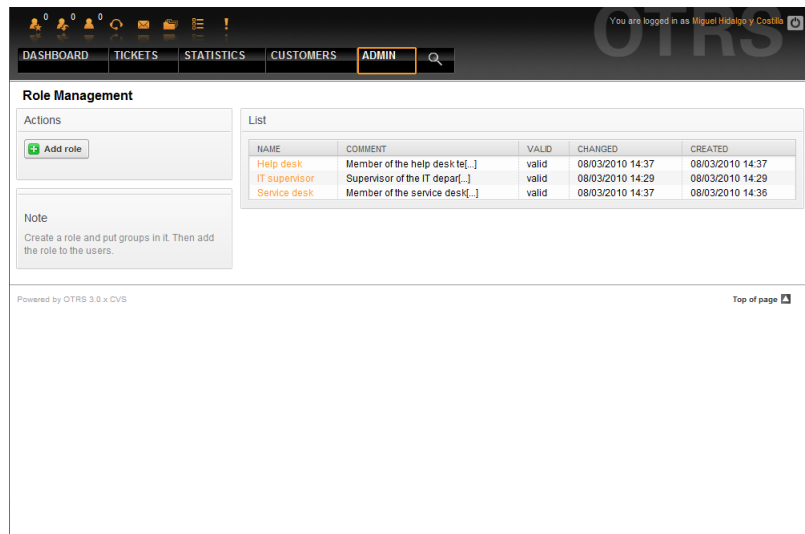 0 0 0
You are logged in as Miguel Hidalgo y Costilla
OTRS
DASHBOARD TICKETS STATISTICS CUSTOMERS ADMIN
Role Management
Actions
Add role
Note
Create a role and put groups in it. Then add
the role to the users.
List
NAME COMMENT VALID CHANGED CREATED
Help desk Member of the help desk te[...] valid 08/03/2010 14:37 08/03/2010 14:37
IT supervisor Supervisor of the IT depar[...] valid 08/03/2010 14:29 08/03/2010 14:29
Service desk Member of the service desk[...] valid 08/03/2010 14:37 08/03/2010 14:36
Powered by OTRS 3.0.x CVS
Top of page